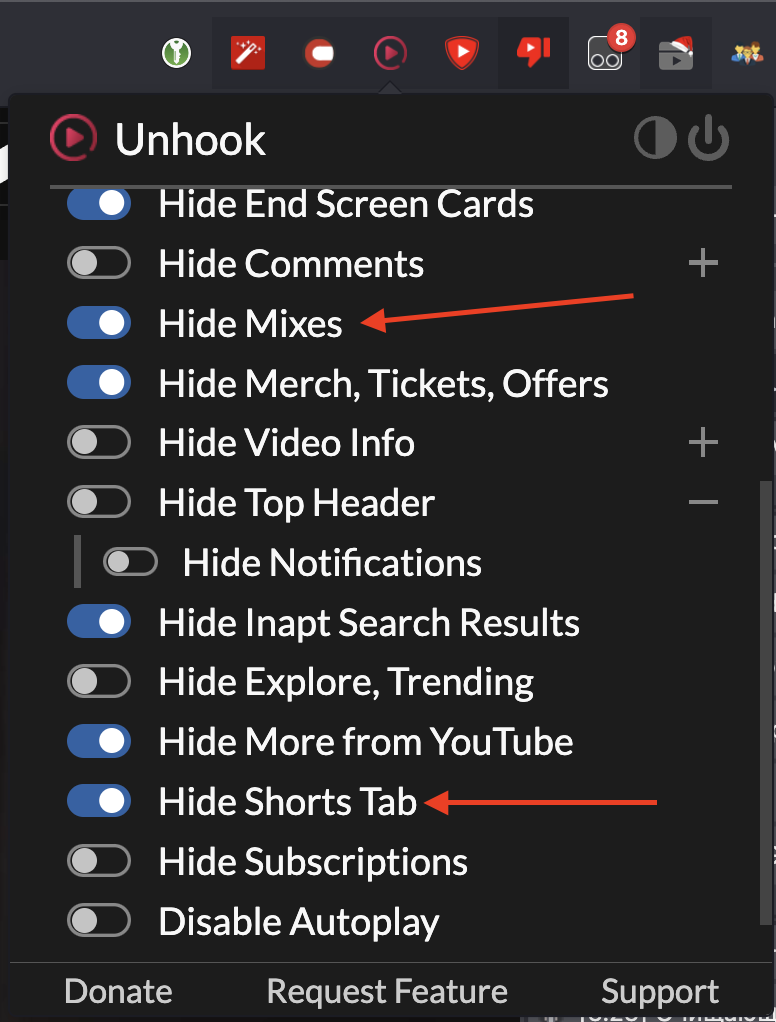 8
Unhook
Hide End Screen Cards
Hide Comments
Hide Mixes
Hide Merch, Tickets, Offers
Hide Video Info
Hide Top Header
Hide Notifications
Hide Inapt Search Results
Hide Explore, Trending
Hide More from YouTube
Hide Shorts Tab
Hide Subscriptions
Disable Autoplay
Donate Request Feature Support